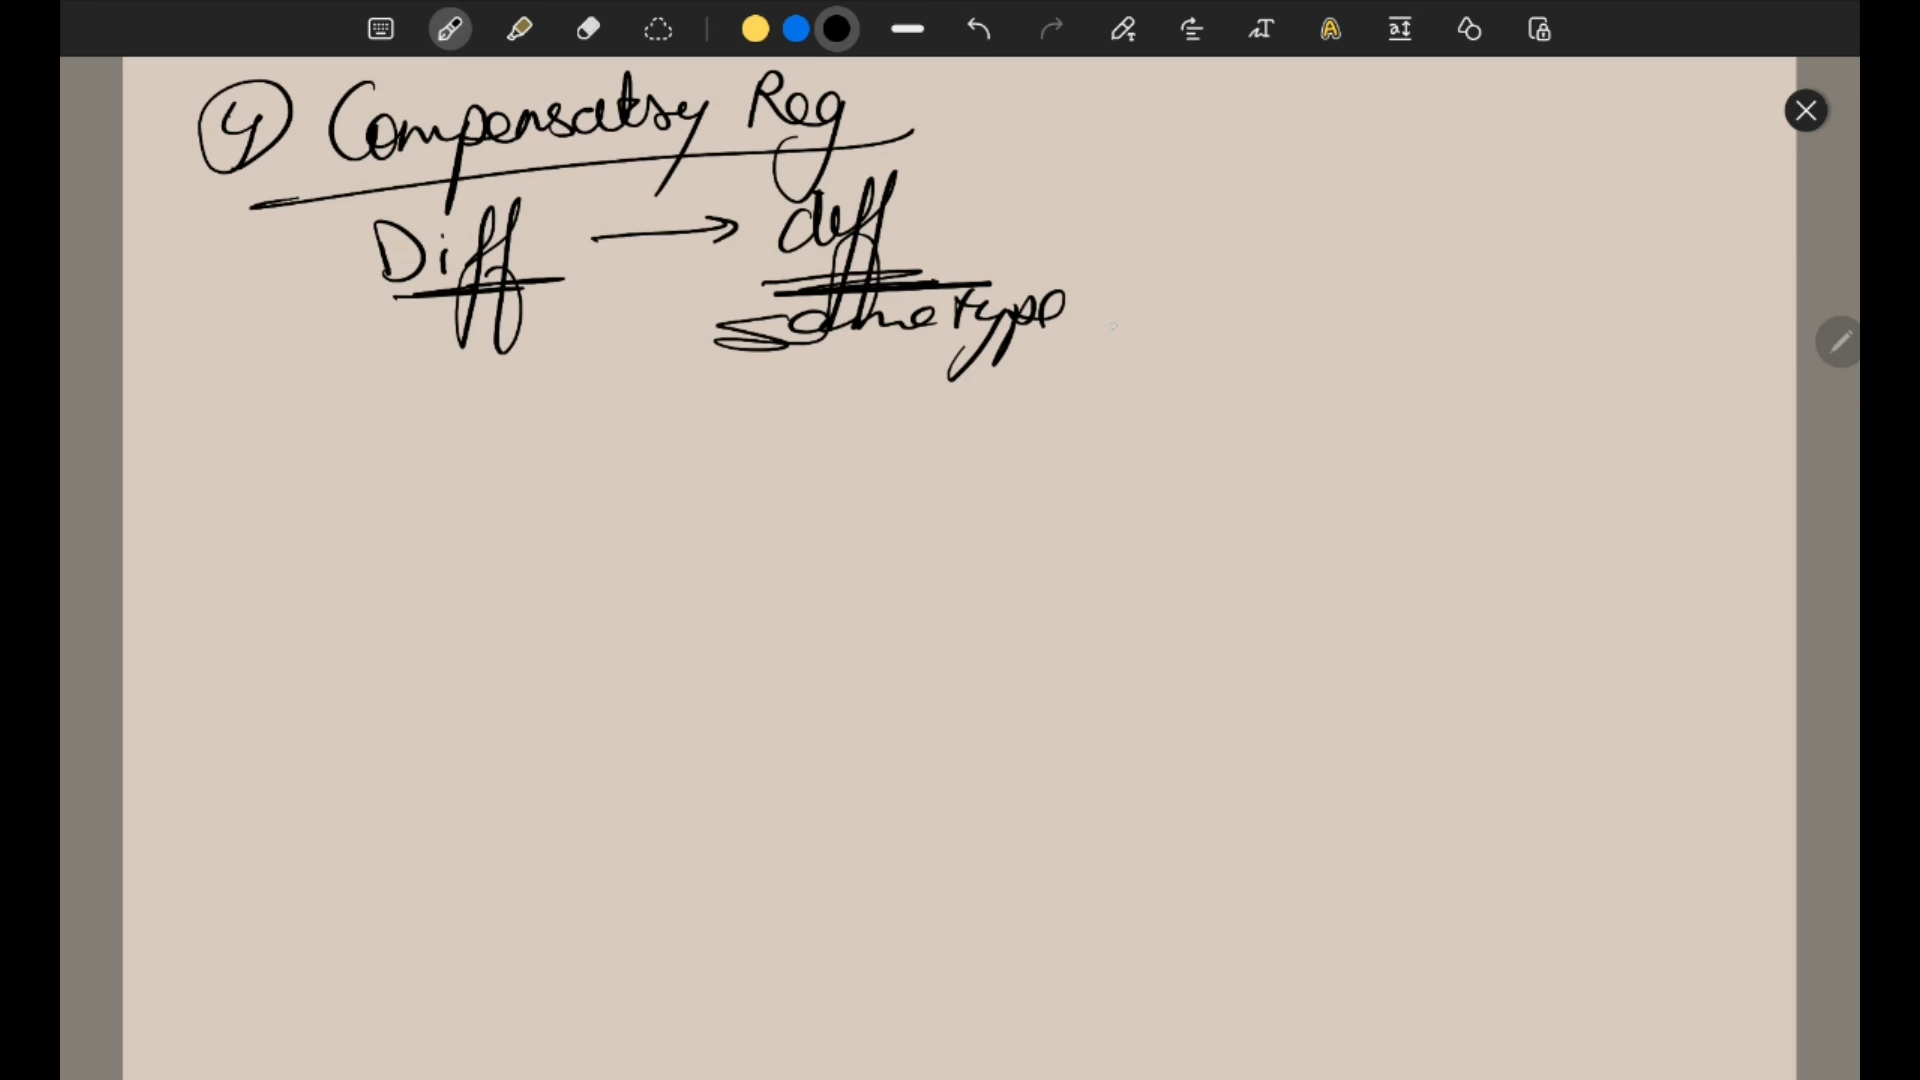 ④ Compensatory Reg
Diff → diff
same type